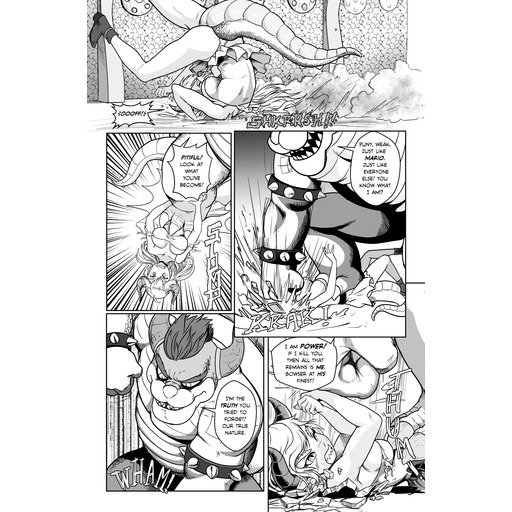 SOOOFF!!
SHKRRSH!!
PITIFUL!
LOOK AT
WHAT
YOU'VE
BECOME!
PUNY, WEAK.
JUST LIKE
MARIO.
JUST LIKE
EVERYONE
ELSE! YOU
KNOW WHAT
I AM?
KRAK!
I'M THE
TRUTH YOU
TRIED TO
FORGET!
OUR TRUE
NATURE.
WHAM!
I AM POWER!
IF I KILL YOU,
THEN ALL
THAT
REMAINS IS ME.
BOWSER AT HIS
FINEST!